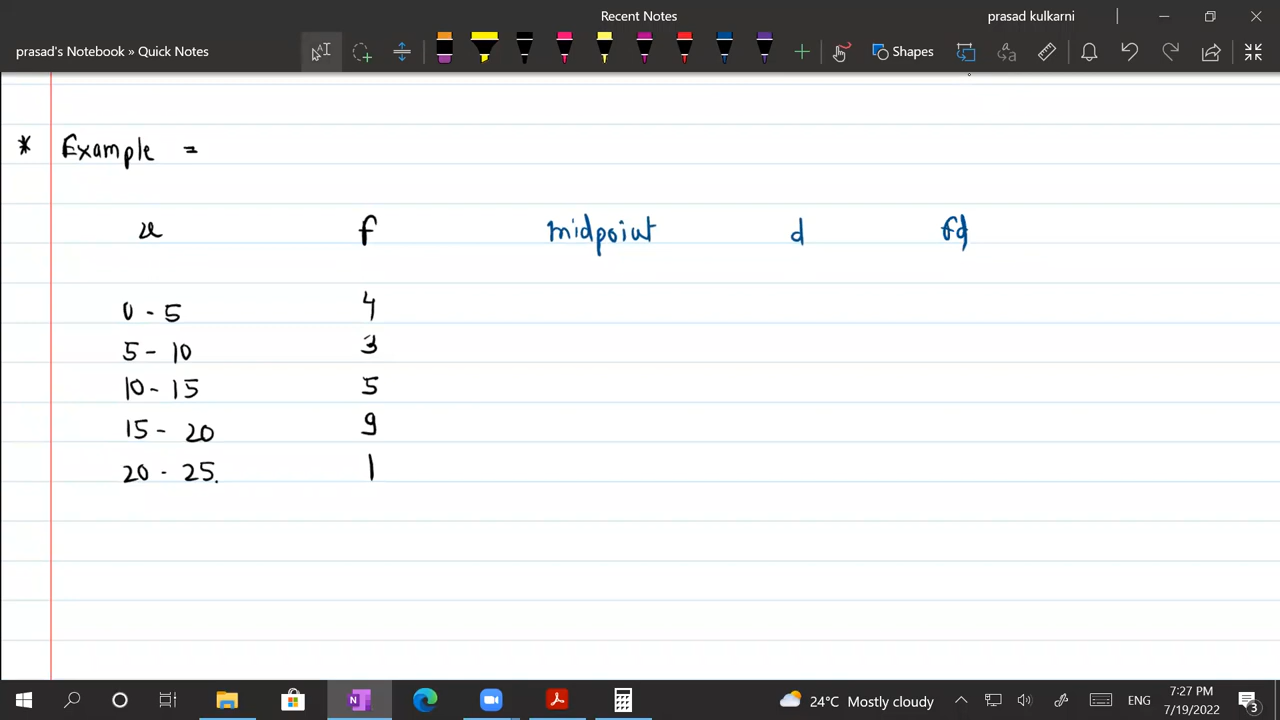 Recent Notes
prasad kulkarni
prasad's Notebook » Quick Notes
Shapes
* Example =
x f midpoint d fd
0 - 5 4
5 - 10 3
10 - 15 5
15 - 20 9
20 - 25. 1
24°C Mostly cloudy
ENG
7:27 PM
7/19/2022
3